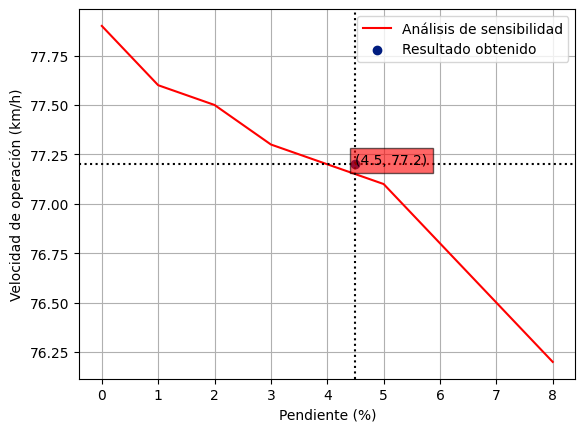 Análisis de sensibilidad
Resultado obtenido
77.75
77.50
77.25
77.00
76.75
76.50
76.25
(4.5, 77.2)
Velocidad de operación (km/h)
0 1 2 3 4 5 6 7 8
Pendiente (%)